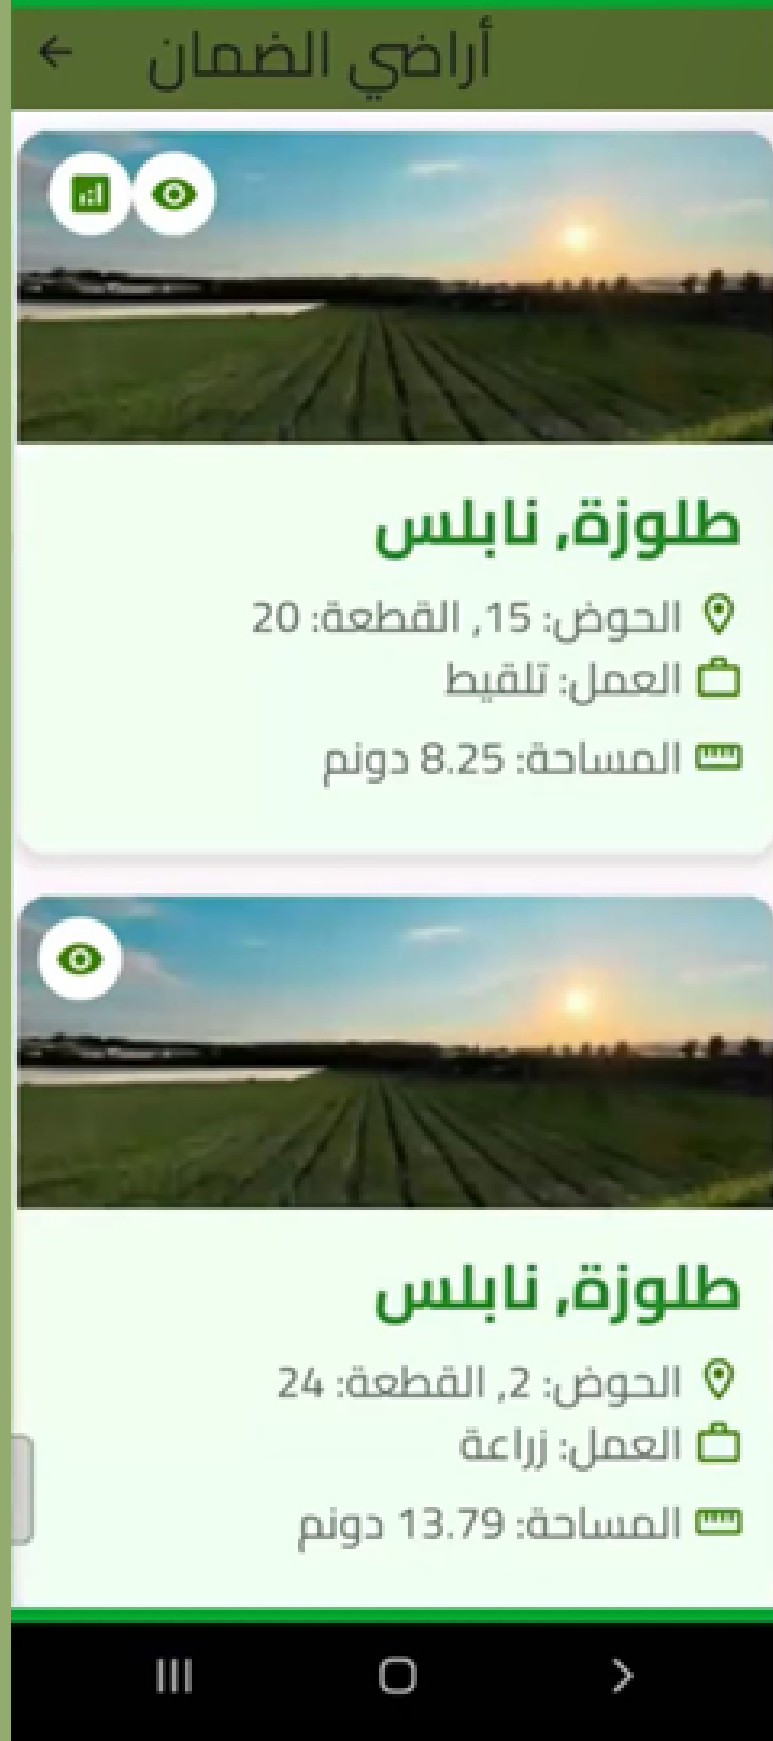 أراضي الضمان
طلوزة, نابلس
الحوض: 15, القطعة: 20
العمل: تلقيط
المساحة: 8.25 دونم
طلوزة, نابلس
الحوض: 2, القطعة: 24
العمل: زراعة
المساحة: 13.79 دونم